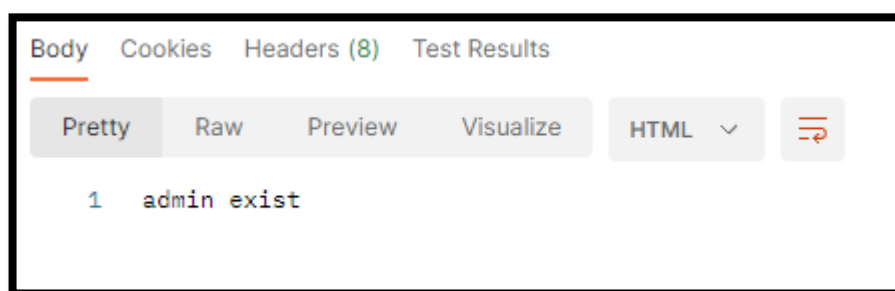 Body Cookies Headers (8) Test Results
Pretty Raw Preview Visualize HTML
1 admin exist